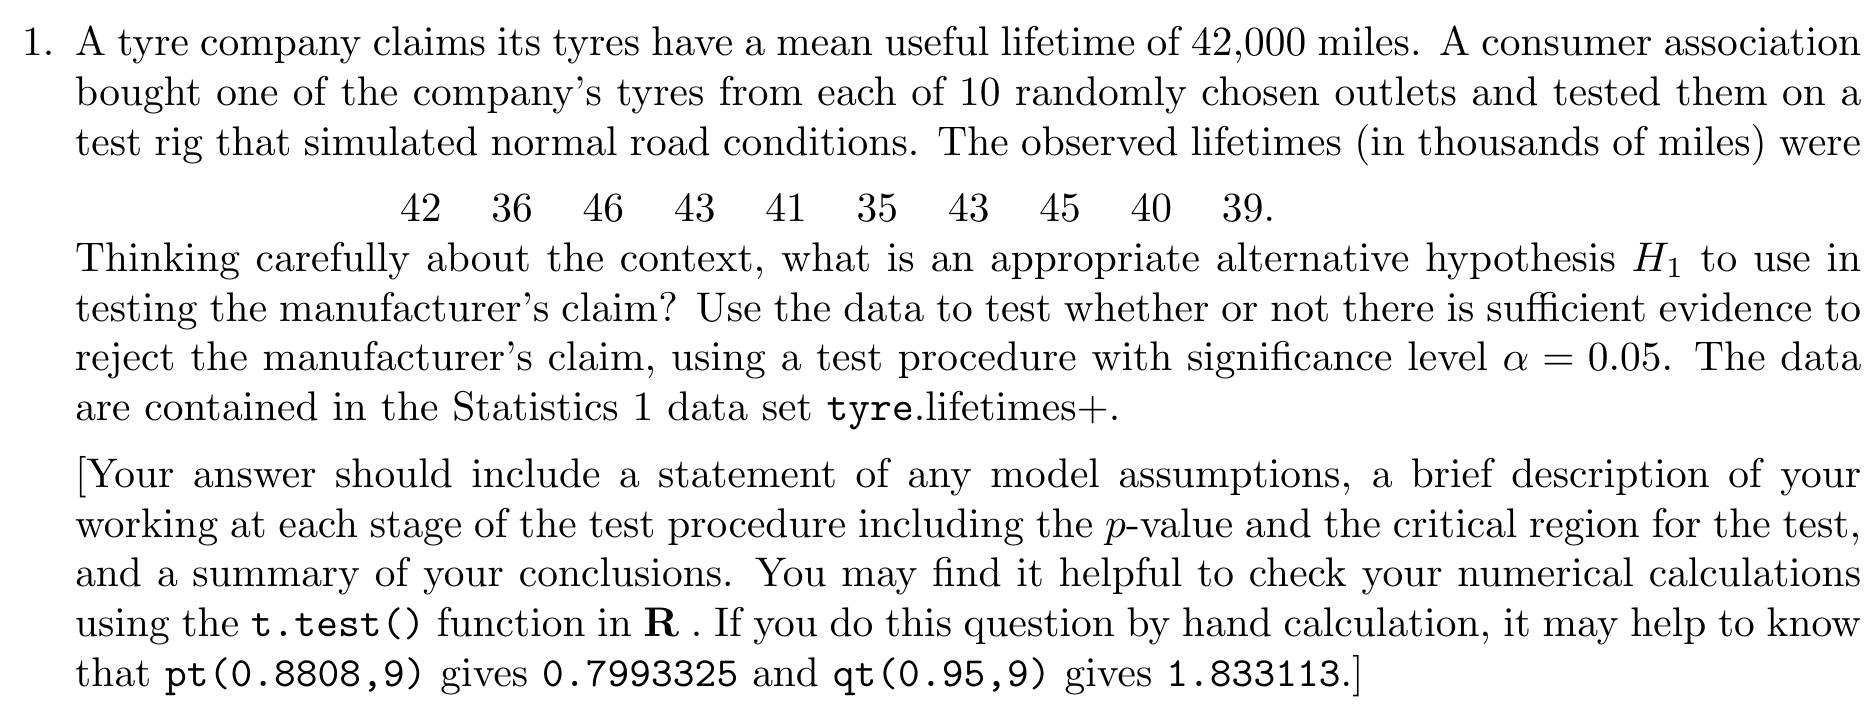 1. A tyre company claims its tyres have a mean useful lifetime of 42,000 miles. A consumer association
bought one of the company's tyres from each of 10 randomly chosen outlets and tested them on a
test rig that simulated normal road conditions. The observed lifetimes (in thousands of miles) were
42 36 46 43 41 35 43 45 40 39.
Thinking carefully about the context, what is an appropriate alternative hypothesis H₁ to use in
testing the manufacturer's claim? Use the data to test whether or not there is sufficient evidence to
reject the manufacturer's claim, using a test procedure with significance level α = 0.05. The data
are contained in the Statistics 1 data set tyre.lifetimes+.
[Your answer should include a statement of any model assumptions, a brief description of your
working at each stage of the test procedure including the p-value and the critical region for the test,
and a summary of your conclusions. You may find it helpful to check your numerical calculations
using the t.test() function in R . If you do this question by hand calculation, it may help to know
that pt(0.8808,9) gives 0.7993325 and qt(0.95,9) gives 1.833113.]